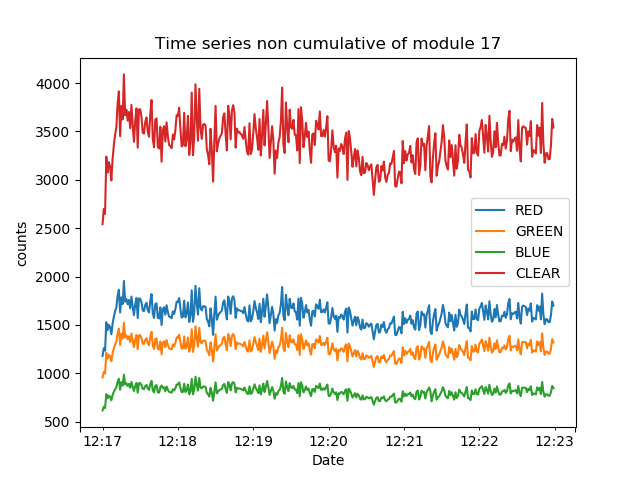 Time series non cumulative of module 17
counts
4000
3500
3000
2500
2000
1500
1000
500
RED
GREEN
BLUE
CLEAR
12:17 12:18 12:19 12:20 12:21 12:22 12:23
Date